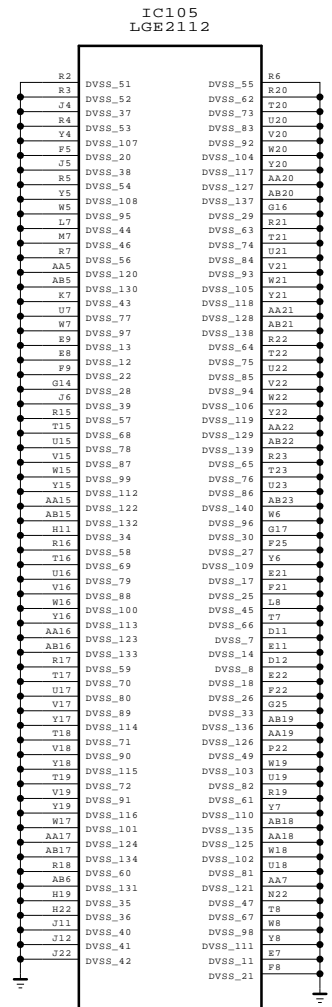 IC105
LGE2112
R2 DVSS_51 DVSS_55 R6
R3 DVSS_52 DVSS_62 R20
J4 DVSS_37 DVSS_73 T20
R4 DVSS_53 DVSS_83 U20
Y4 DVSS_107 DVSS_92 V20
F5 DVSS_20 DVSS_104 W20
J5 DVSS_38 DVSS_117 Y20
R5 DVSS_54 DVSS_127 AA20
Y5 DVSS_108 DVSS_137 AB20
W5 DVSS_95 DVSS_29 G16
L7 DVSS_44 DVSS_63 R21
M7 DVSS_46 DVSS_74 T21
R7 DVSS_56 DVSS_84 U21
AA5 DVSS_120 DVSS_93 V21
AB5 DVSS_130 DVSS_105 W21
K7 DVSS_43 DVSS_118 Y21
U7 DVSS_77 DVSS_128 AA21
W7 DVSS_97 DVSS_138 AB21
E9 DVSS_13 DVSS_64 R22
E8 DVSS_12 DVSS_75 T22
F9 DVSS_22 DVSS_85 U22
G14 DVSS_28 DVSS_94 V22
J6 DVSS_39 DVSS_106 W22
R15 DVSS_57 DVSS_119 Y22
T15 DVSS_68 DVSS_129 AA22
U15 DVSS_78 DVSS_139 AB22
V15 DVSS_87 DVSS_65 R23
W15 DVSS_99 DVSS_76 T23
Y15 DVSS_112 DVSS_86 U23
AA15 DVSS_122 DVSS_140 AB23
AB15 DVSS_132 DVSS_96 W6
H11 DVSS_34 DVSS_30 G17
R16 DVSS_58 DVSS_27 F25
T16 DVSS_69 DVSS_109 Y6
U16 DVSS_79 DVSS_17 E21
V16 DVSS_88 DVSS_25 F21
W16 DVSS_100 DVSS_45 L8
Y16 DVSS_113 DVSS_66 T7
AA16 DVSS_123 DVSS_7 D11
AB16 DVSS_133 DVSS_14 E11
R17 DVSS_59 DVSS_8 D12
T17 DVSS_70 DVSS_18 E22
U17 DVSS_80 DVSS_26 F22
V17 DVSS_89 DVSS_33 G25
Y17 DVSS_114 DVSS_136 AB19
T18 DVSS_71 DVSS_126 AA19
V18 DVSS_90 DVSS_49 P22
Y18 DVSS_115 DVSS_103 W19
T19 DVSS_72 DVSS_82 U19
V19 DVSS_91 DVSS_61 R19
Y19 DVSS_116 DVSS_110 Y7
W17 DVSS_101 DVSS_135 AB18
AA17 DVSS_124 DVSS_125 AA18
AB17 DVSS_134 DVSS_102 W18
R18 DVSS_60 DVSS_81 U18
AB6 DVSS_131 DVSS_121 AA7
H19 DVSS_35 DVSS_47 N22
H22 DVSS_36 DVSS_67 T8
J11 DVSS_40 DVSS_98 W8
J12 DVSS_41 DVSS_111 Y8
J22 DVSS_42 DVSS_11 E7
DVSS_21 F8